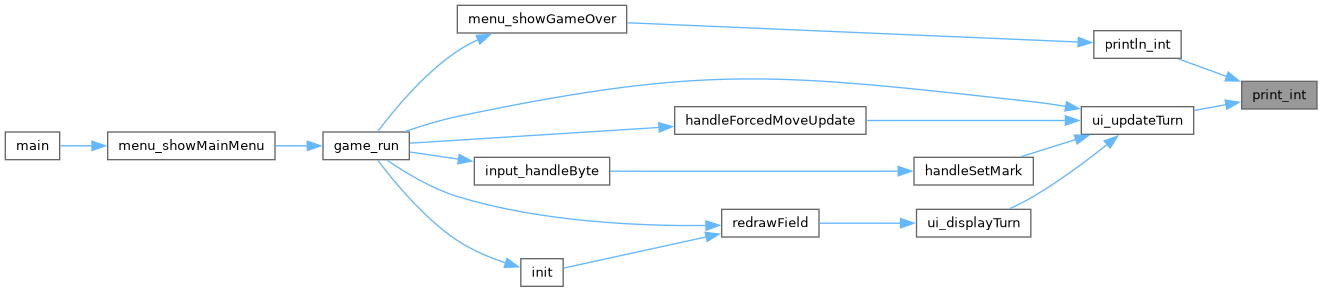 main
menu_showMainMenu
game_run
menu_showGameOver
println_int
print_int
handleForcedMoveUpdate
ui_updateTurn
input_handleByte
handleSetMark
redrawField
ui_displayTurn
init